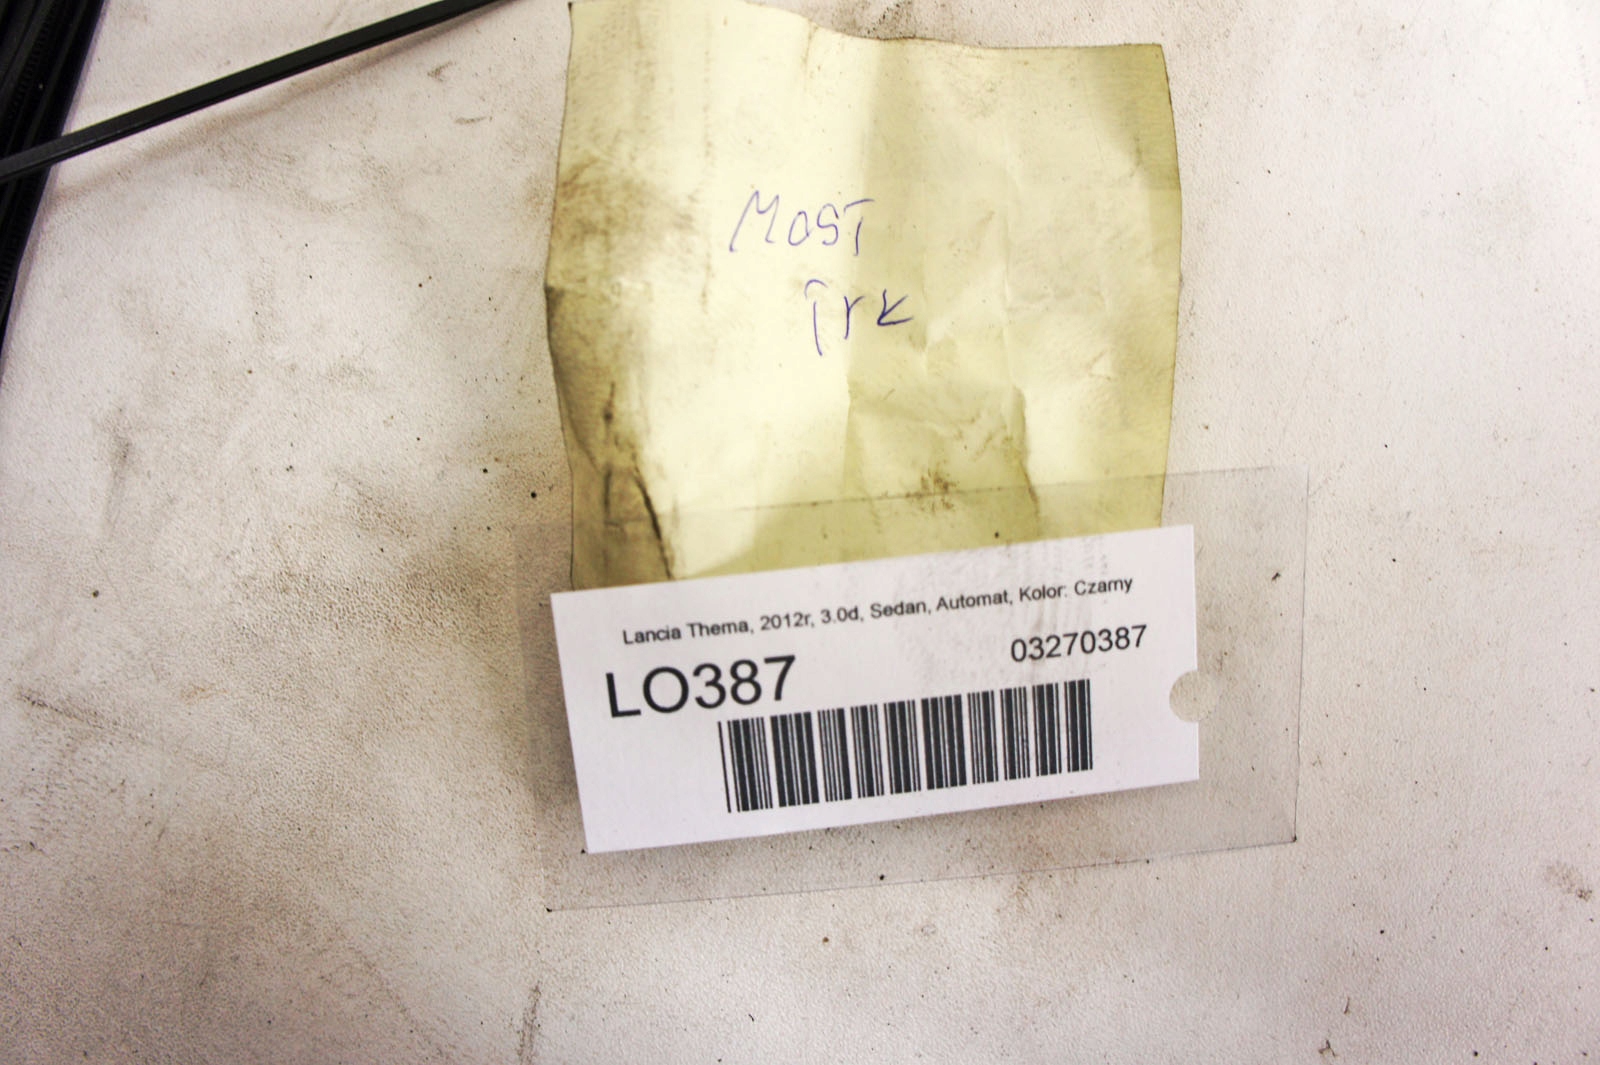 MOST
Tył
Lancia Thema, 2012r, 3.0d, Sedan, Automat, Kolor: Czarny
03270387
LO387